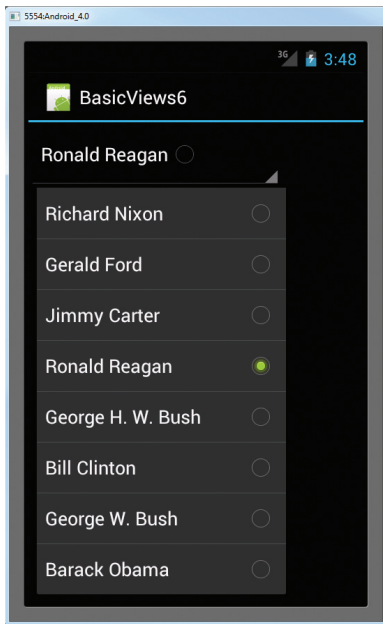 5554:Android_4.0
3G 3:48
BasicViews6
Ronald Reagan
Richard Nixon
Gerald Ford
Jimmy Carter
Ronald Reagan
George H. W. Bush
Bill Clinton
George W. Bush
Barack Obama